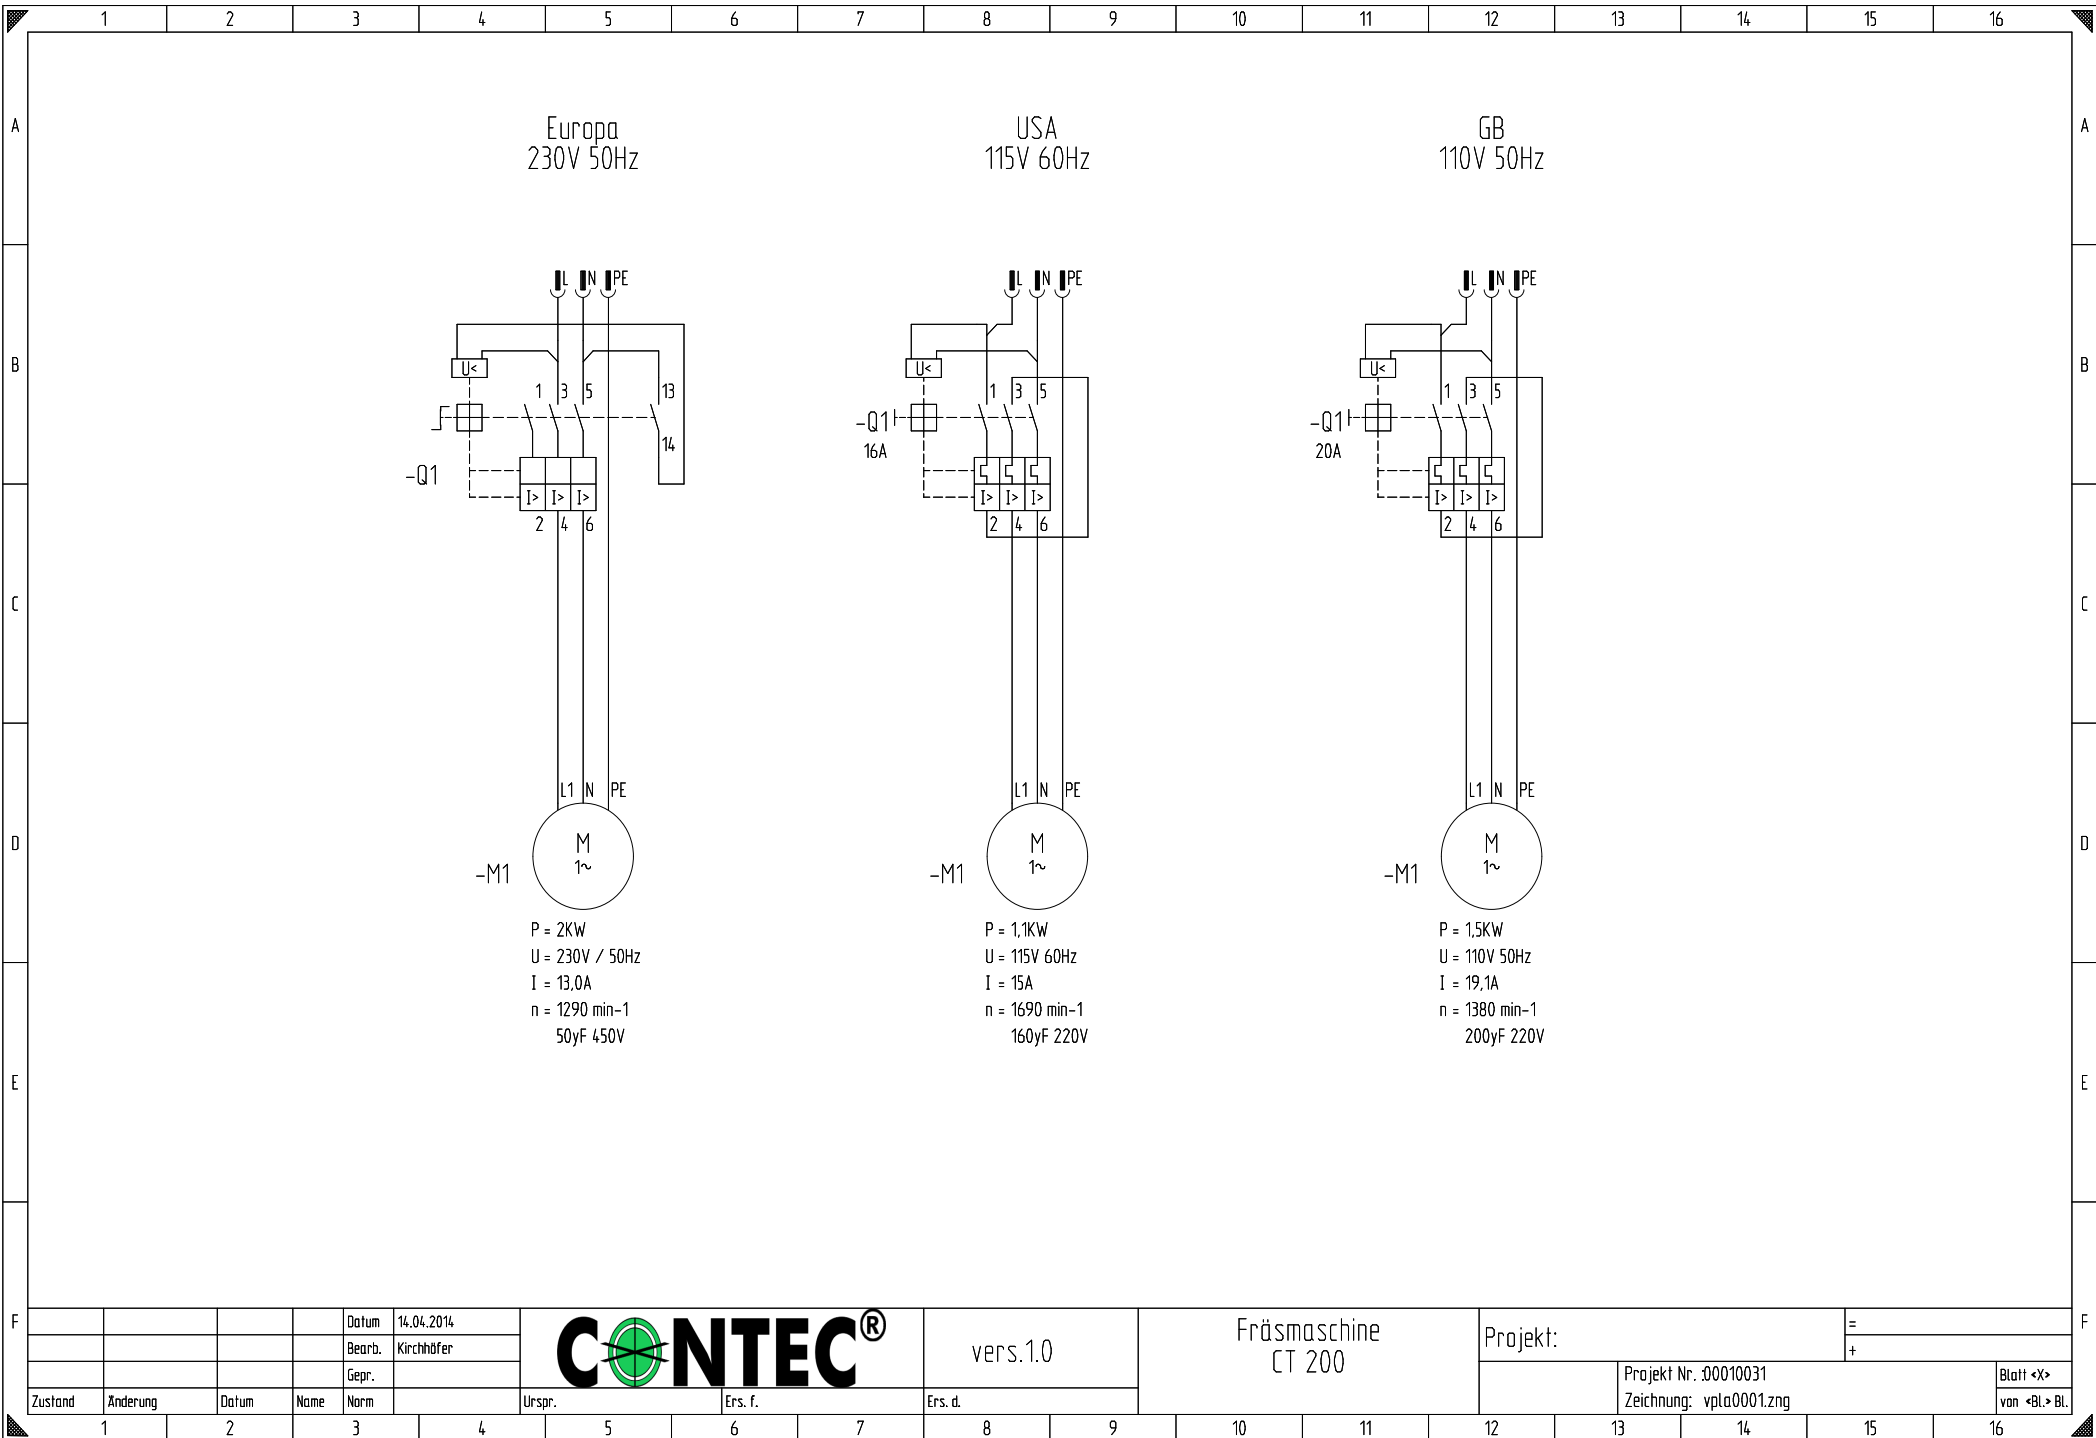 1 2 3 4 5 6 7 8 9 10 11 12 13 14 15 16
A A
Europa
230V 50Hz
USA
115V 60Hz
GB
110V 50Hz
L N PE
L N PE
L N PE
B B
U<
U<
U<
1 3 5 13
1 3 5
1 3 5
-Q1
16A
-Q1
20A
14
-Q1
I> I> I>
I> I> I>
I> I> I>
2 4 6
2 4 6
2 4 6
C C
L1 N PE
L1 N PE
L1 N PE
D D
M
1~
-M1
M
1~
-M1
M
1~
-M1
P = 2KW
U = 230V / 50Hz
I = 13,0A
n = 1290 min-1
50yF 450V
P = 1,1KW
U = 115V 60Hz
I = 15A
n = 1690 min-1
160yF 220V
P = 1,5KW
U = 110V 50Hz
I = 19,1A
n = 1380 min-1
200yF 220V
E E
F F
Datum 14.04.2014
Bearb. Kirchhöfer
Gepr.
Zustand Änderung Datum Name Norm
CONTEC®
Urspr. Ers. f. Ers. d.
vers.1.0
Fräsmaschine
CT 200
Projekt:
=
+
Projekt Nr. :00010031
Zeichnung: vpla0001.zng
Blatt <X>
von <Bl.> Bl.
1 2 3 4 5 6 7 8 9 10 11 12 13 14 15 16